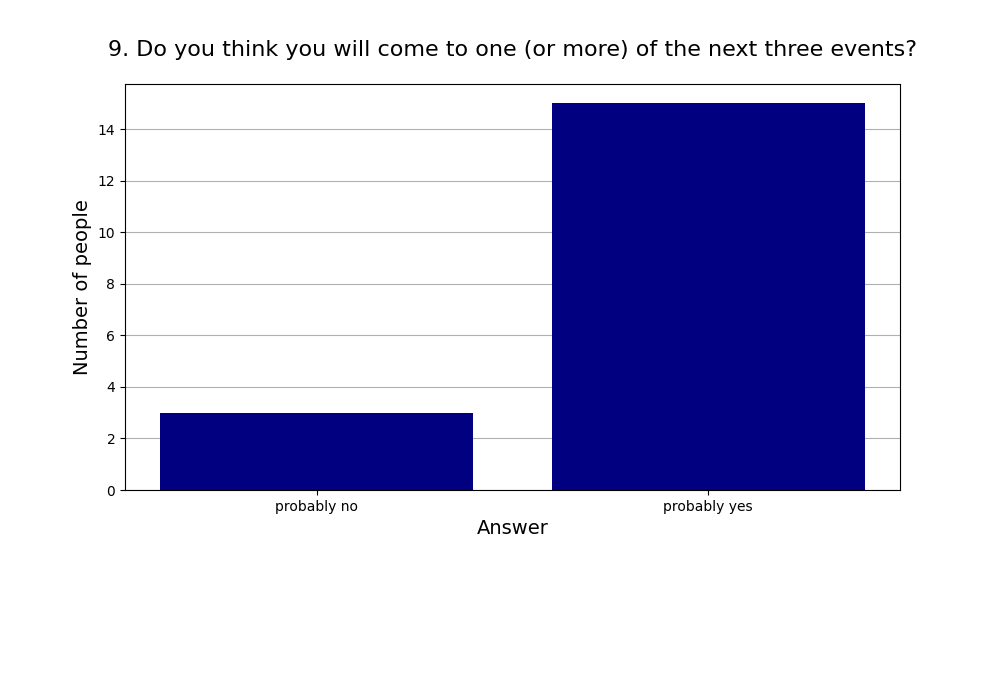 9. Do you think you will come to one (or more) of the next three events?
14
12
10
8
6
4
2
0
Number of people
probably no
probably yes
Answer